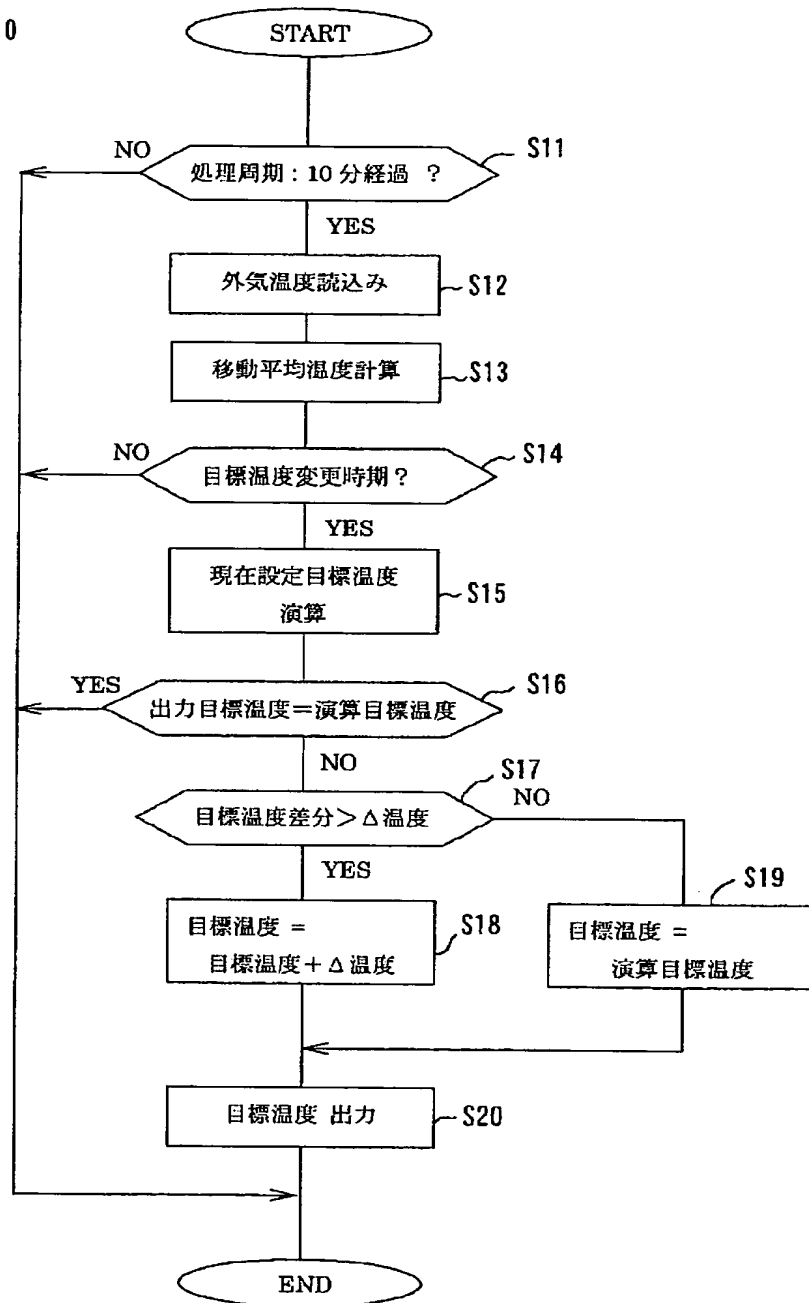 0
START
NO
処理周期：10分経過 ？
S11
YES
外気温度読込み
S12
移動平均温度計算
S13
NO
目標温度変更時期？
S14
YES
現在設定目標温度
演算
S15
YES
出力目標温度＝演算目標温度
S16
NO
目標温度差分＞Δ温度
S17
NO
YES
目標温度 =
目標温度＋Δ温度
S18
目標温度 =
演算目標温度
S19
目標温度 出力
S20
END